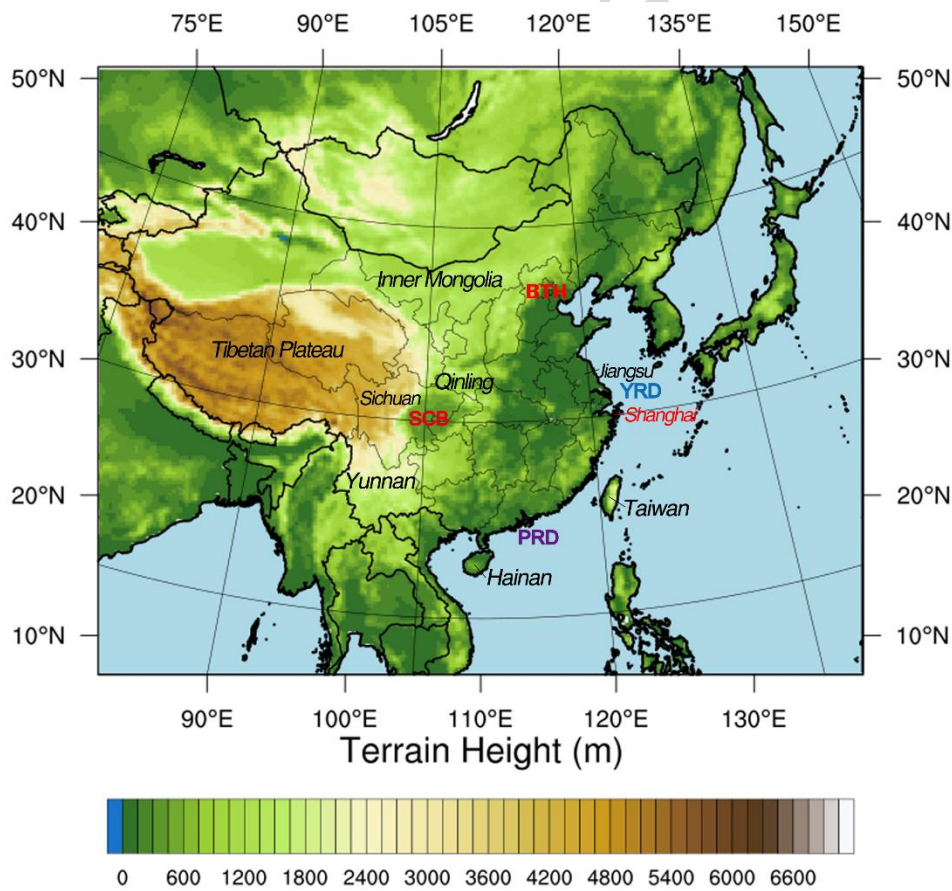 75°E 90°E 105°E 120°E 135°E 150°E
50°N 50°N
40°N 40°N
Inner Mongolia
BTH
30°N 30°N
Tibetan Plateau
Jiangsu
Qinling
YRD
Sichuan
SCB
Shanghai
Yunnan
20°N 20°N
Taiwan
PRD
Hainan
10°N 10°N
90°E 100°E 110°E 120°E 130°E
Terrain Height (m)
0 600 1200 1800 2400 3000 3600 4200 4800 5400 6000 6600